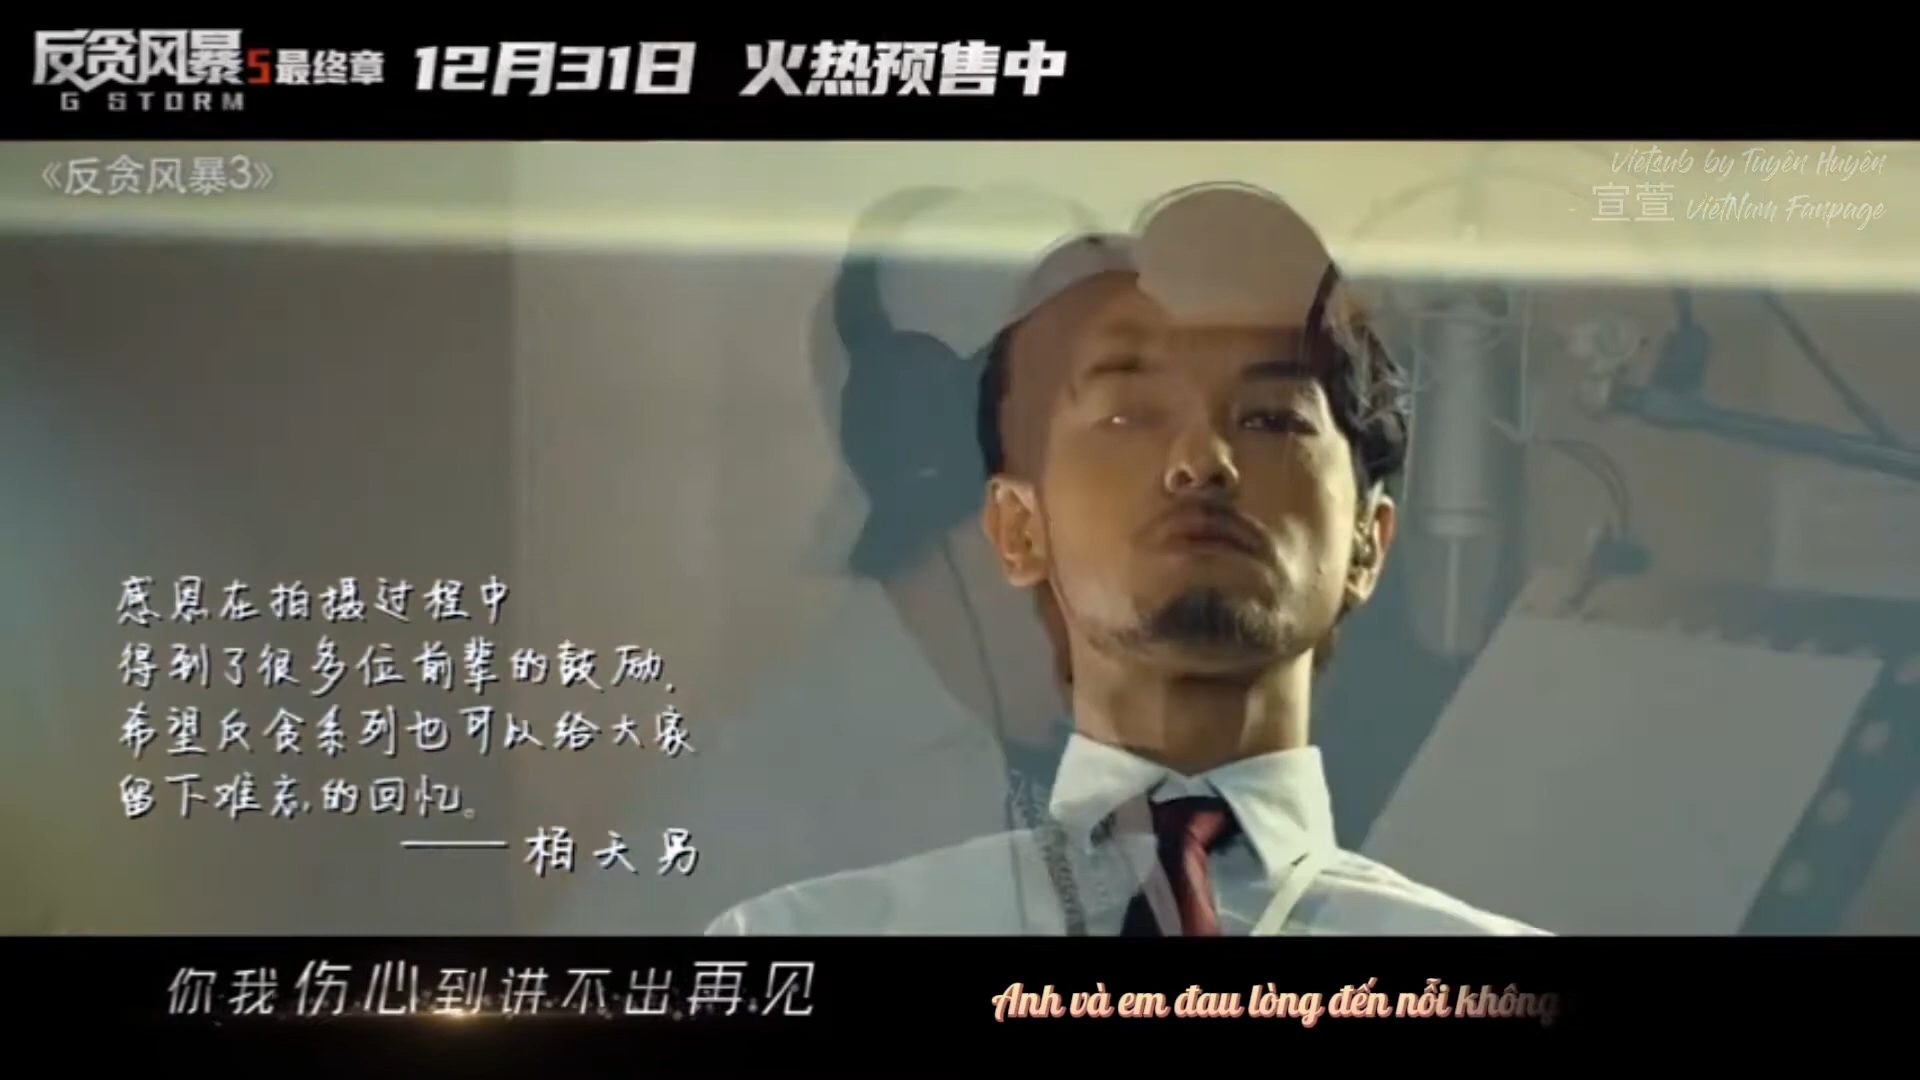 反贪风暴5最终章 12月31日 火热预售中
G STORM
《反贪风暴3》
Vietsub by Tuyên Huyên
- 宣萱 VietNam Fanpage
感恩在拍摄过程中
得到了很多位前辈的鼓励,
希望反贪系列也可以给大家
留下难忘的回忆。
——柏天男
你我伤心到讲不出再见
Anh và em đau lòng đến nỗi không